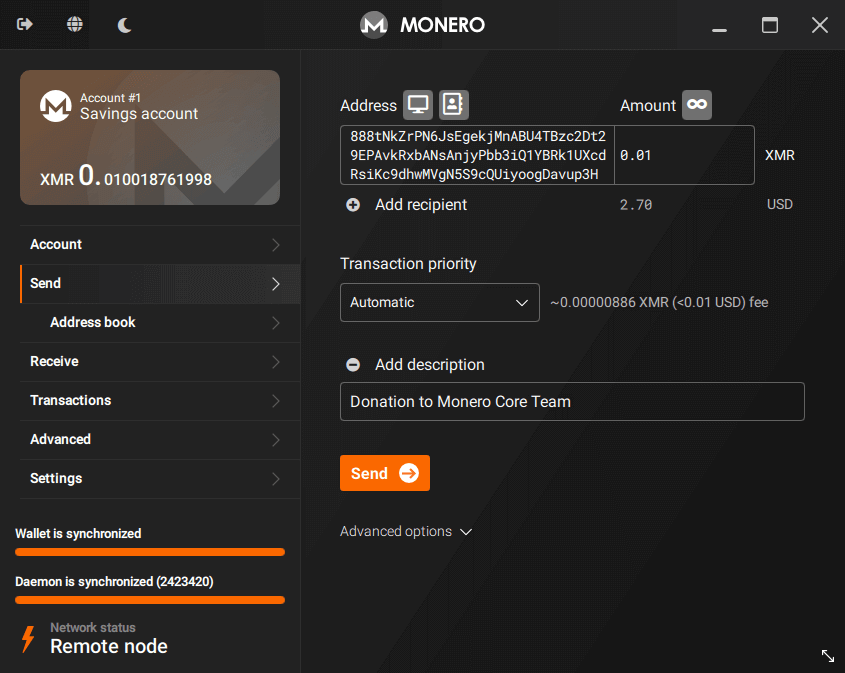 MONERO
Account #1
Savings account
XMR 0.010018761998
Account
Send
Address book
Receive
Transactions
Advanced
Settings
Wallet is synchronized
Daemon is synchronized (2423420)
Network status
Remote node
Address
Amount
888tNkZrPN6JsEgekjMnABU4TBzc2Dt2
9EPAvkRxbANsAnjyPbb3iQ1YBRk1UXcd
RsiKc9dhwMVgN5S9cQUiyoogDavup3H
0.01
XMR
Add recipient
2.70
USD
Transaction priority
Automatic
~0.00000886 XMR (<0.01 USD) fee
Add description
Donation to Monero Core Team
Send
Advanced options